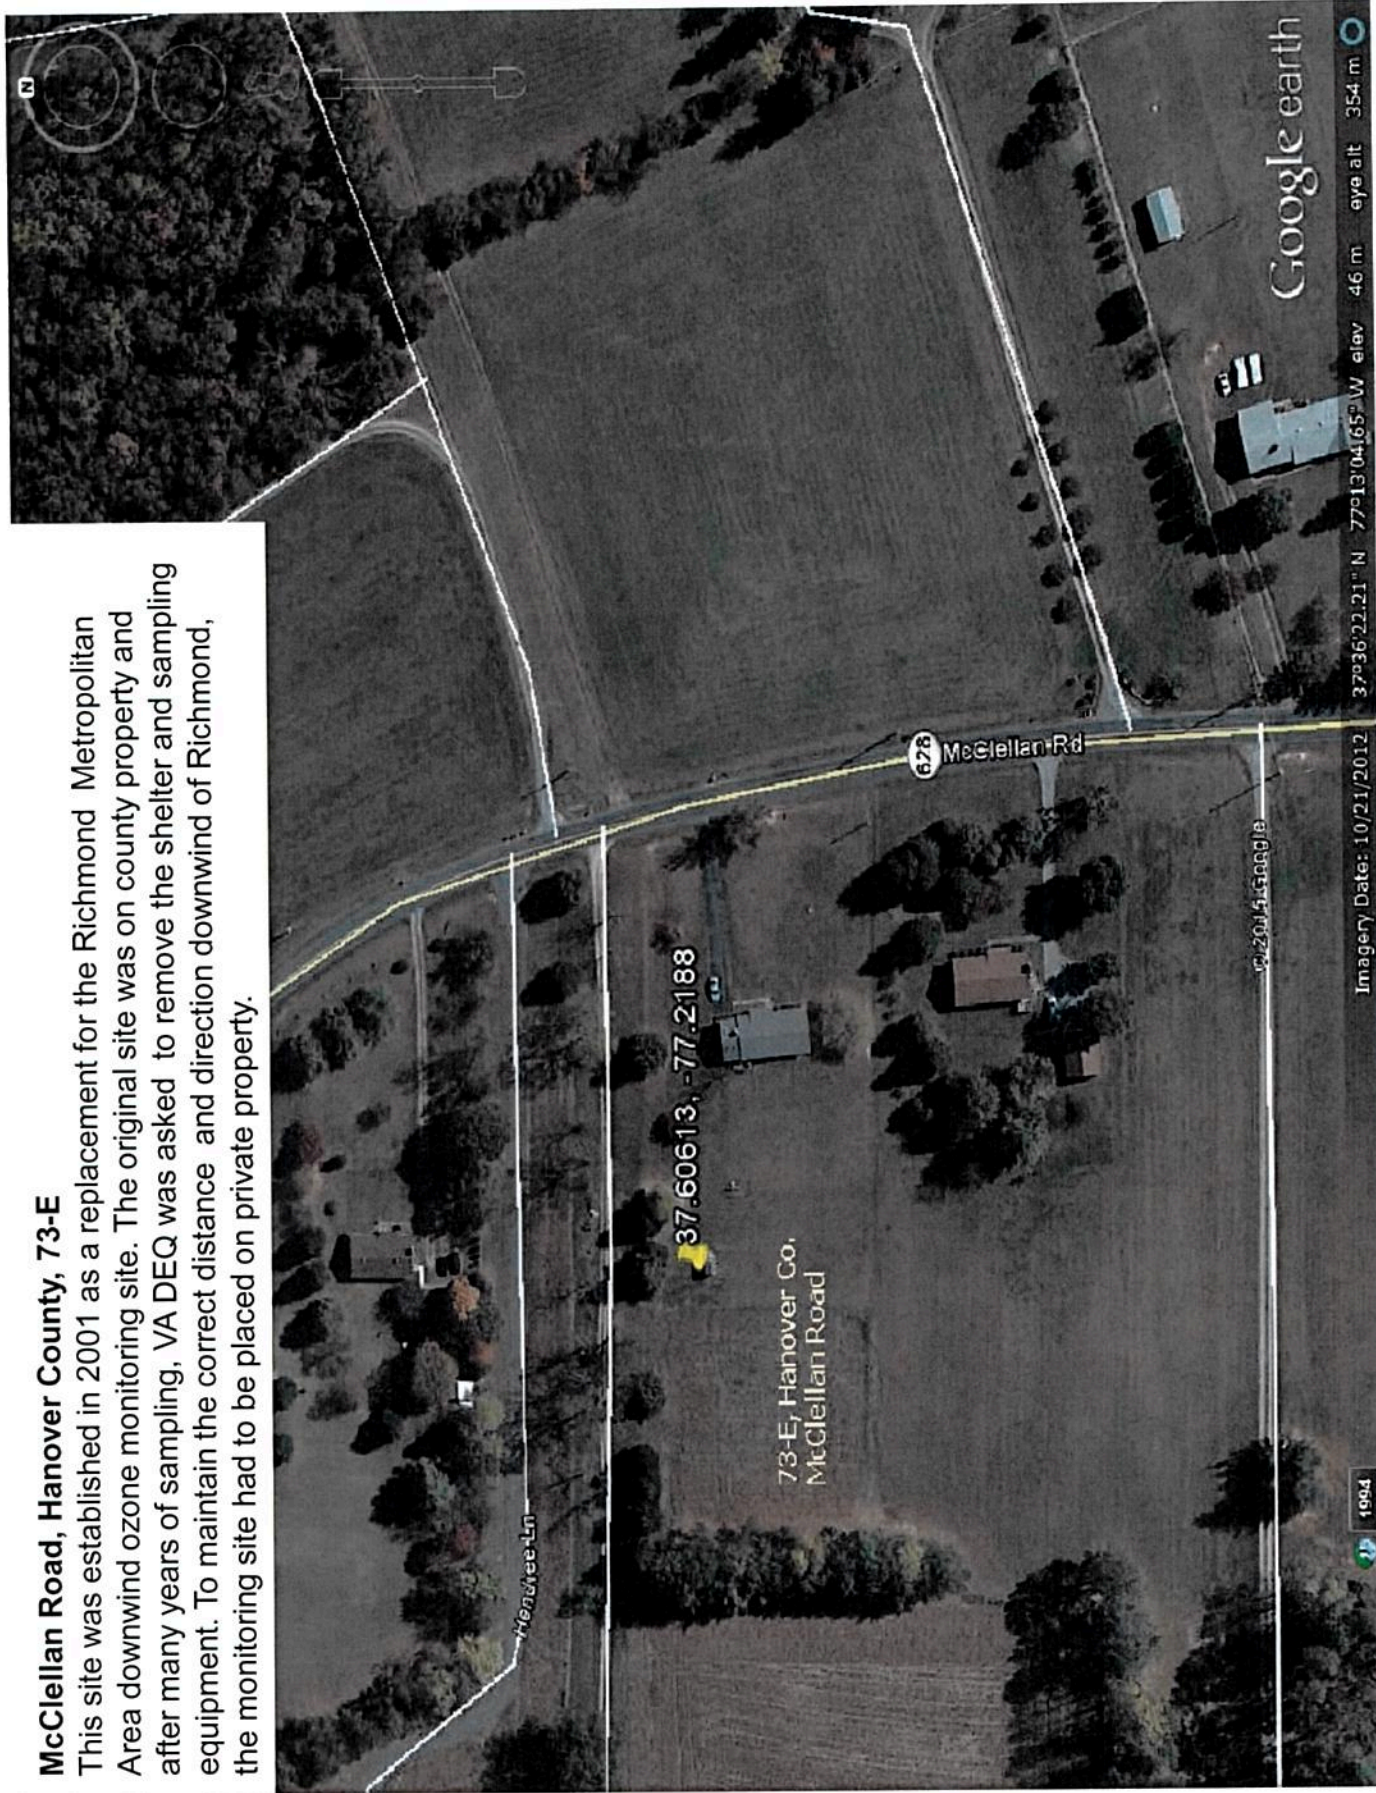 McClellan Road, Hanover County, 73-E
This site was established in 2001 as a replacement for the Richmond Metropolitan
Area downwind ozone monitoring site. The original site was on county property and
after many years of sampling, VA DEQ was asked to remove the shelter and sampling
equipment. To maintain the correct distance and direction downwind of Richmond,
the monitoring site had to be placed on private property.
N
Hendree Ln
37.60613, -77.2188
73-E, Hanover Co.
McClellan Road
628
McClellan Rd
© 2015 Google
Google earth
1994
Imagery Date: 10/21/2012 37°36'22.21" N 77°13'04.65" W elev 46 m eye alt 354 m